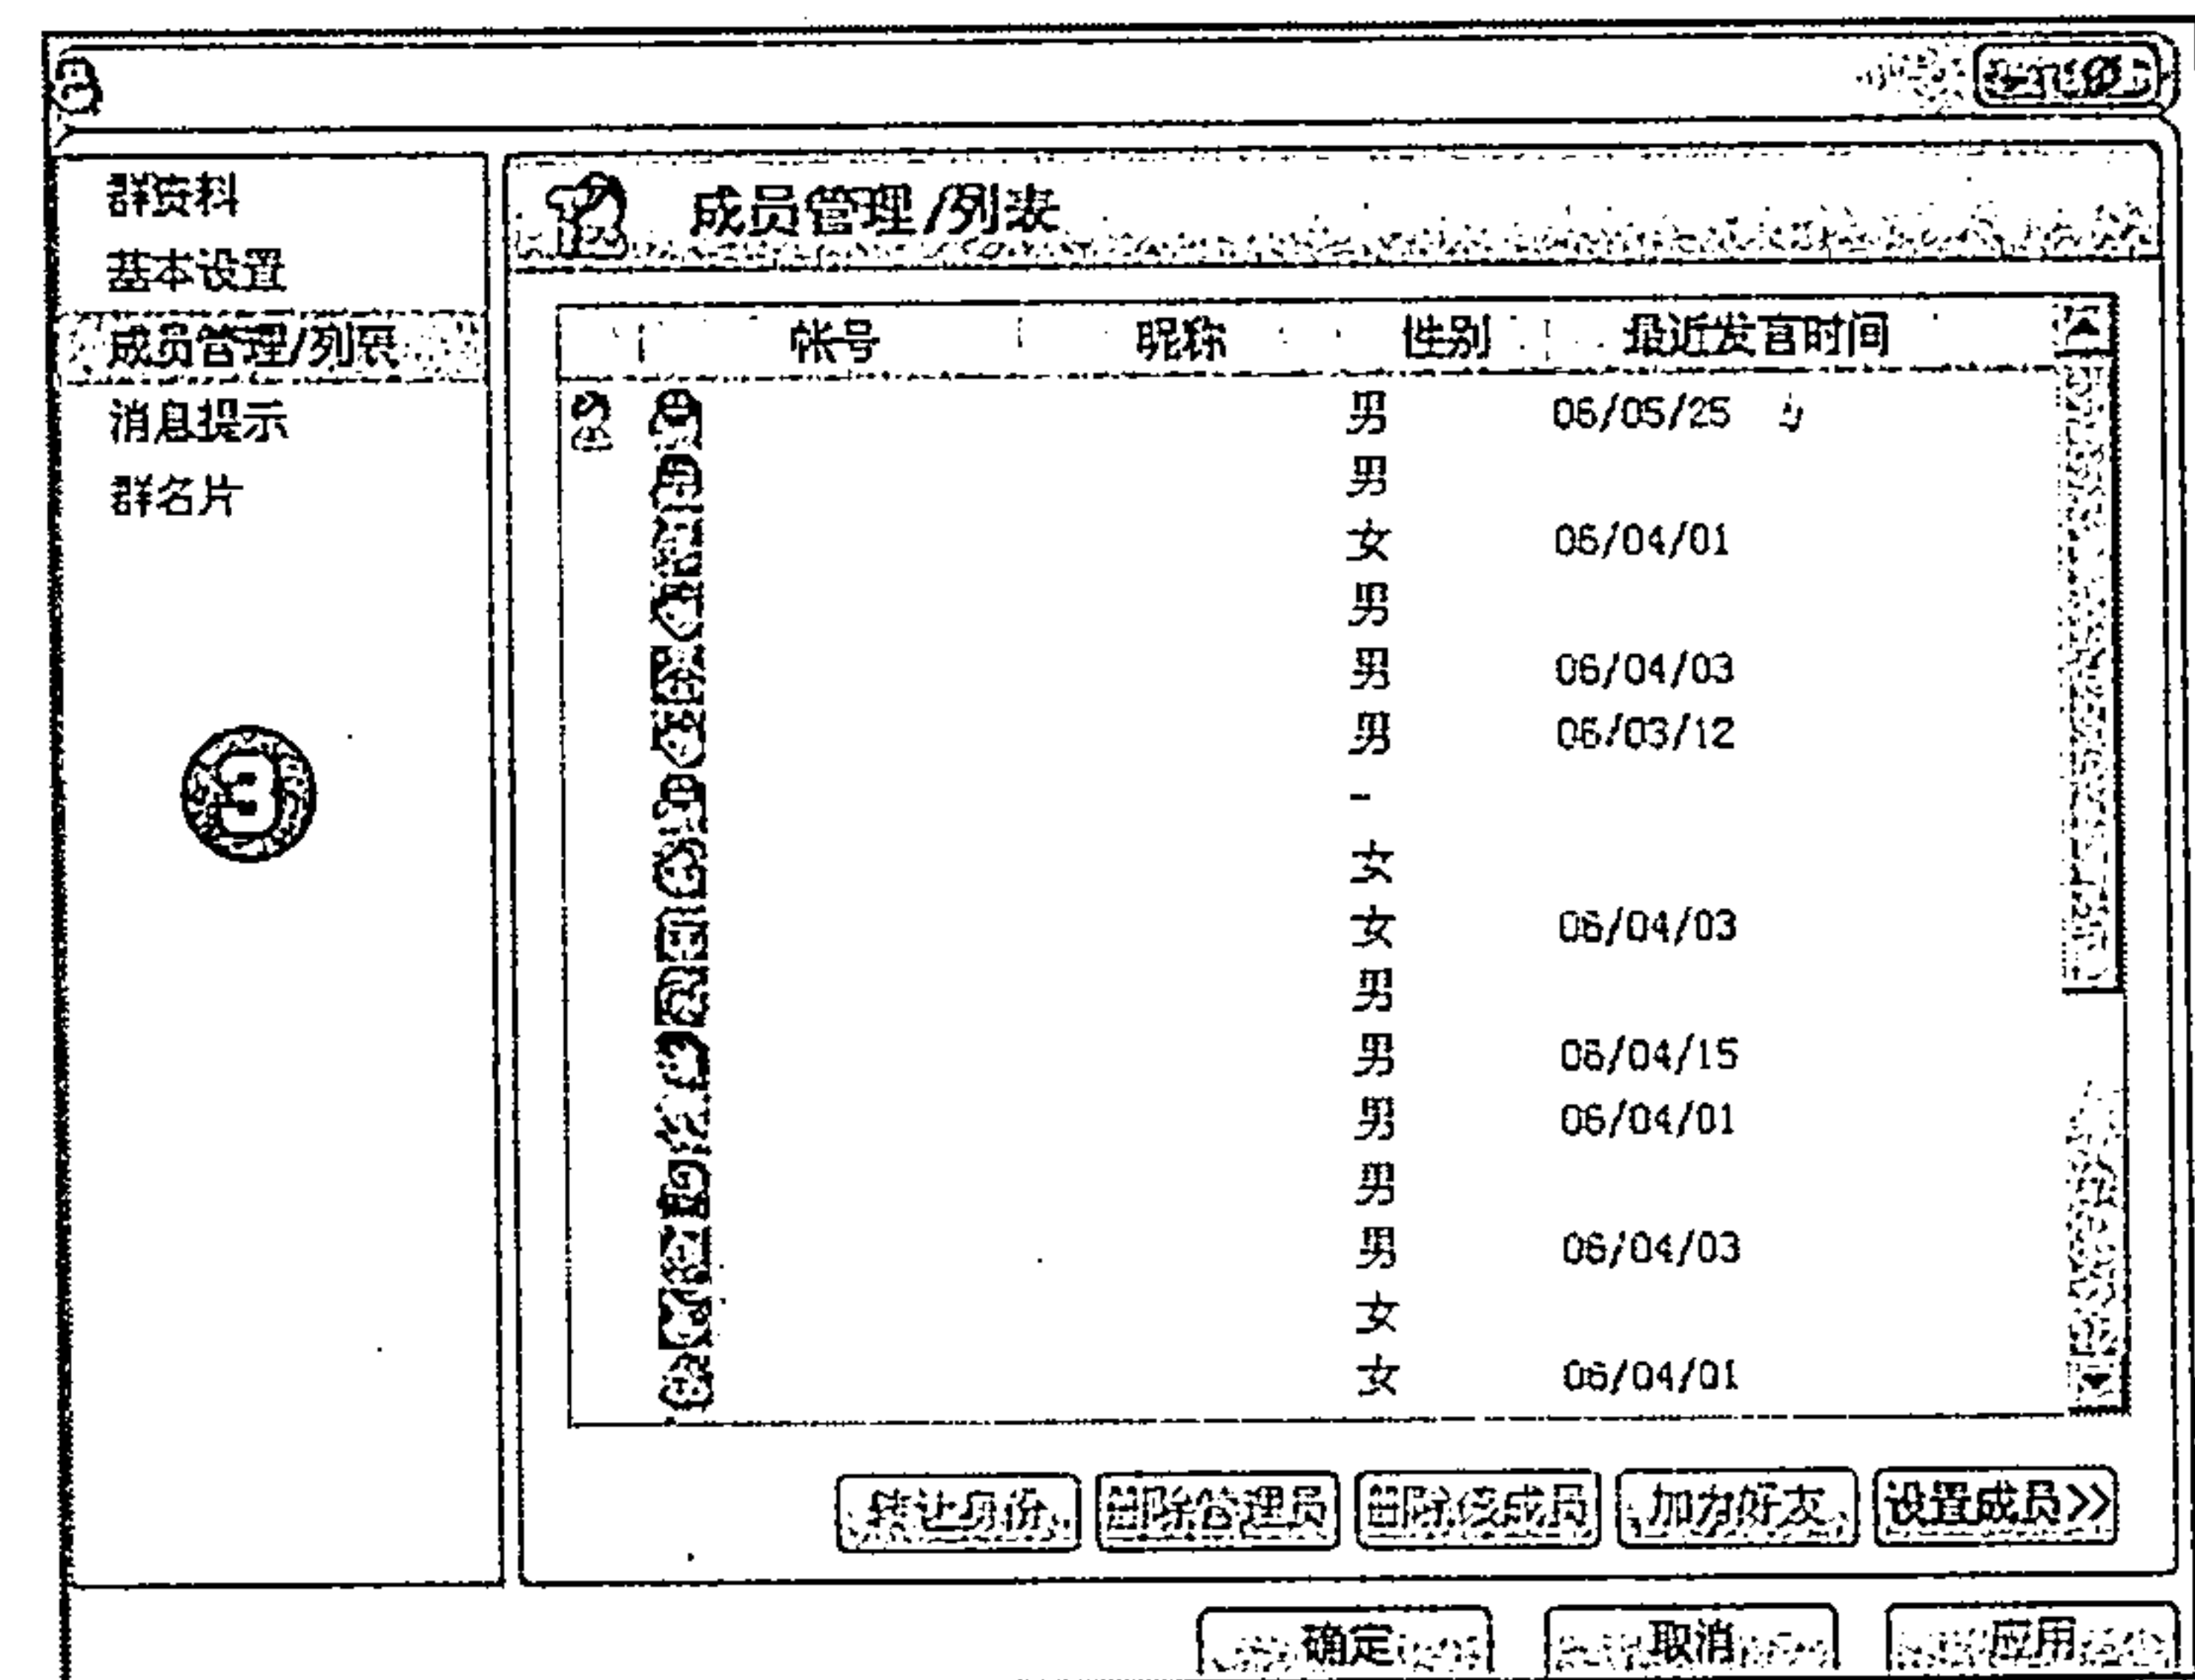 群资料
基本设置
成员管理/列表
消息提示
群名片
成员管理/列表
帐号 昵称 性别 最近发言时间
男 06/05/25
男
女 06/04/01
男
男 06/04/03
男 06/03/12
-
女
女 06/04/03
男
男 06/04/15
男 06/04/01
男
男 06/04/03
女
女 06/04/01
转让身份 删除管理员 删除该成员 加为好友 设置成员>>
确定 取消 应用